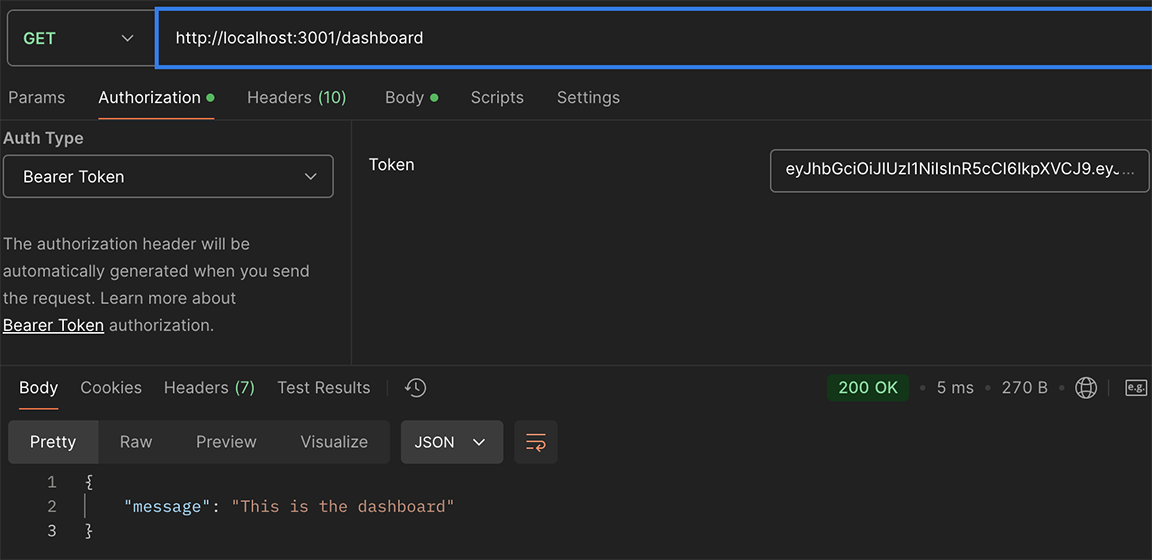 GET http://localhost:3001/dashboard
Params Authorization Headers (10) Body Scripts Settings
Auth Type
Bearer Token
Token
eyJhbGciOiJIUzI1NiIsInR5cCI6IkpXVCJ9.eyJ...
The authorization header will be
automatically generated when you send
the request. Learn more about
Bearer Token authorization.
Body Cookies Headers (7) Test Results
200 OK • 5 ms • 270 B •
e.g.
Pretty Raw Preview Visualize JSON
1 {
2 "message": "This is the dashboard"
3 }